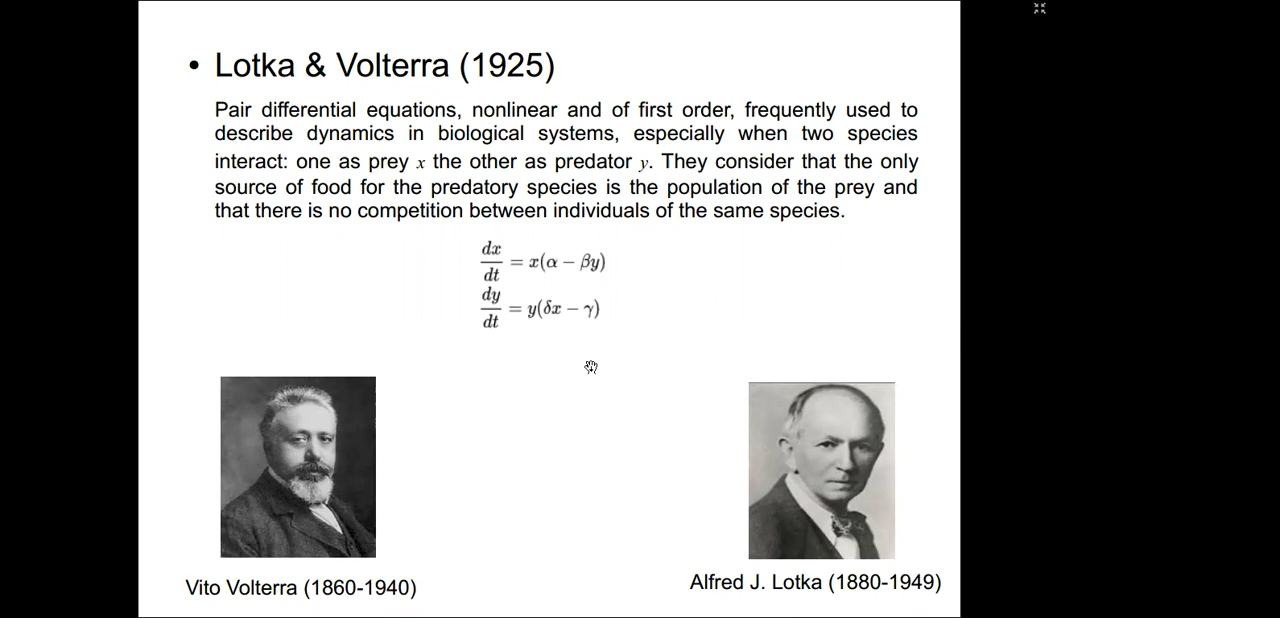 • Lotka & Volterra (1925)
Pair differential equations, nonlinear and of first order, frequently used to
describe dynamics in biological systems, especially when two species
interact: one as prey x the other as predator y. They consider that the only
source of food for the predatory species is the population of the prey and
that there is no competition between individuals of the same species.
dx/dt = x(α − βy)
dy/dt = y(δx − γ)
Vito Volterra (1860-1940)
Alfred J. Lotka (1880-1949)